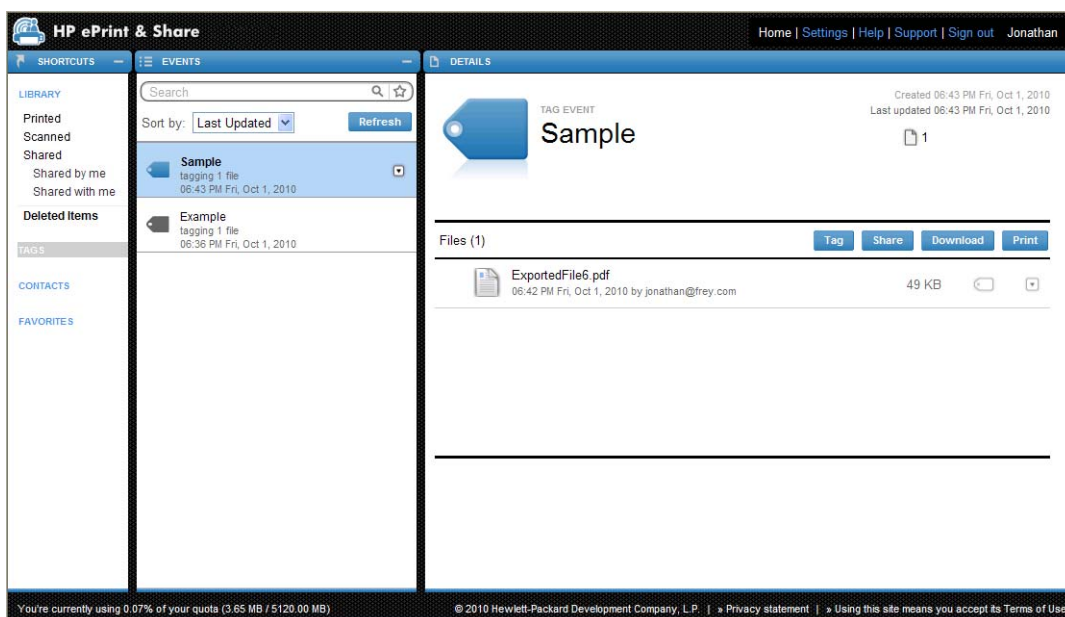 HP ePrint & Share
Home | Settings | Help | Support | Sign out Jonathan
SHORTCUTS
EVENTS
DETAILS
LIBRARY
Printed
Scanned
Shared
Shared by me
Shared with me
Deleted Items
TAGS
CONTACTS
FAVORITES
Search
Sort by: Last Updated Refresh
Sample
tagging 1 file
06:43 PM Fri, Oct 1, 2010
Example
tagging 1 file
06:36 PM Fri, Oct 1, 2010
TAG EVENT
Sample
Created 06:43 PM Fri, Oct 1, 2010
Last updated 06:43 PM Fri, Oct 1, 2010
1
Files (1) Tag Share Download Print
ExportedFile6.pdf
06:42 PM Fri, Oct 1, 2010 by jonathan@frey.com
49 KB
You're currently using 0.07% of your quota (3.65 MB / 5120.00 MB)
© 2010 Hewlett-Packard Development Company, L.P. | » Privacy statement | » Using this site means you accept its Terms of Use